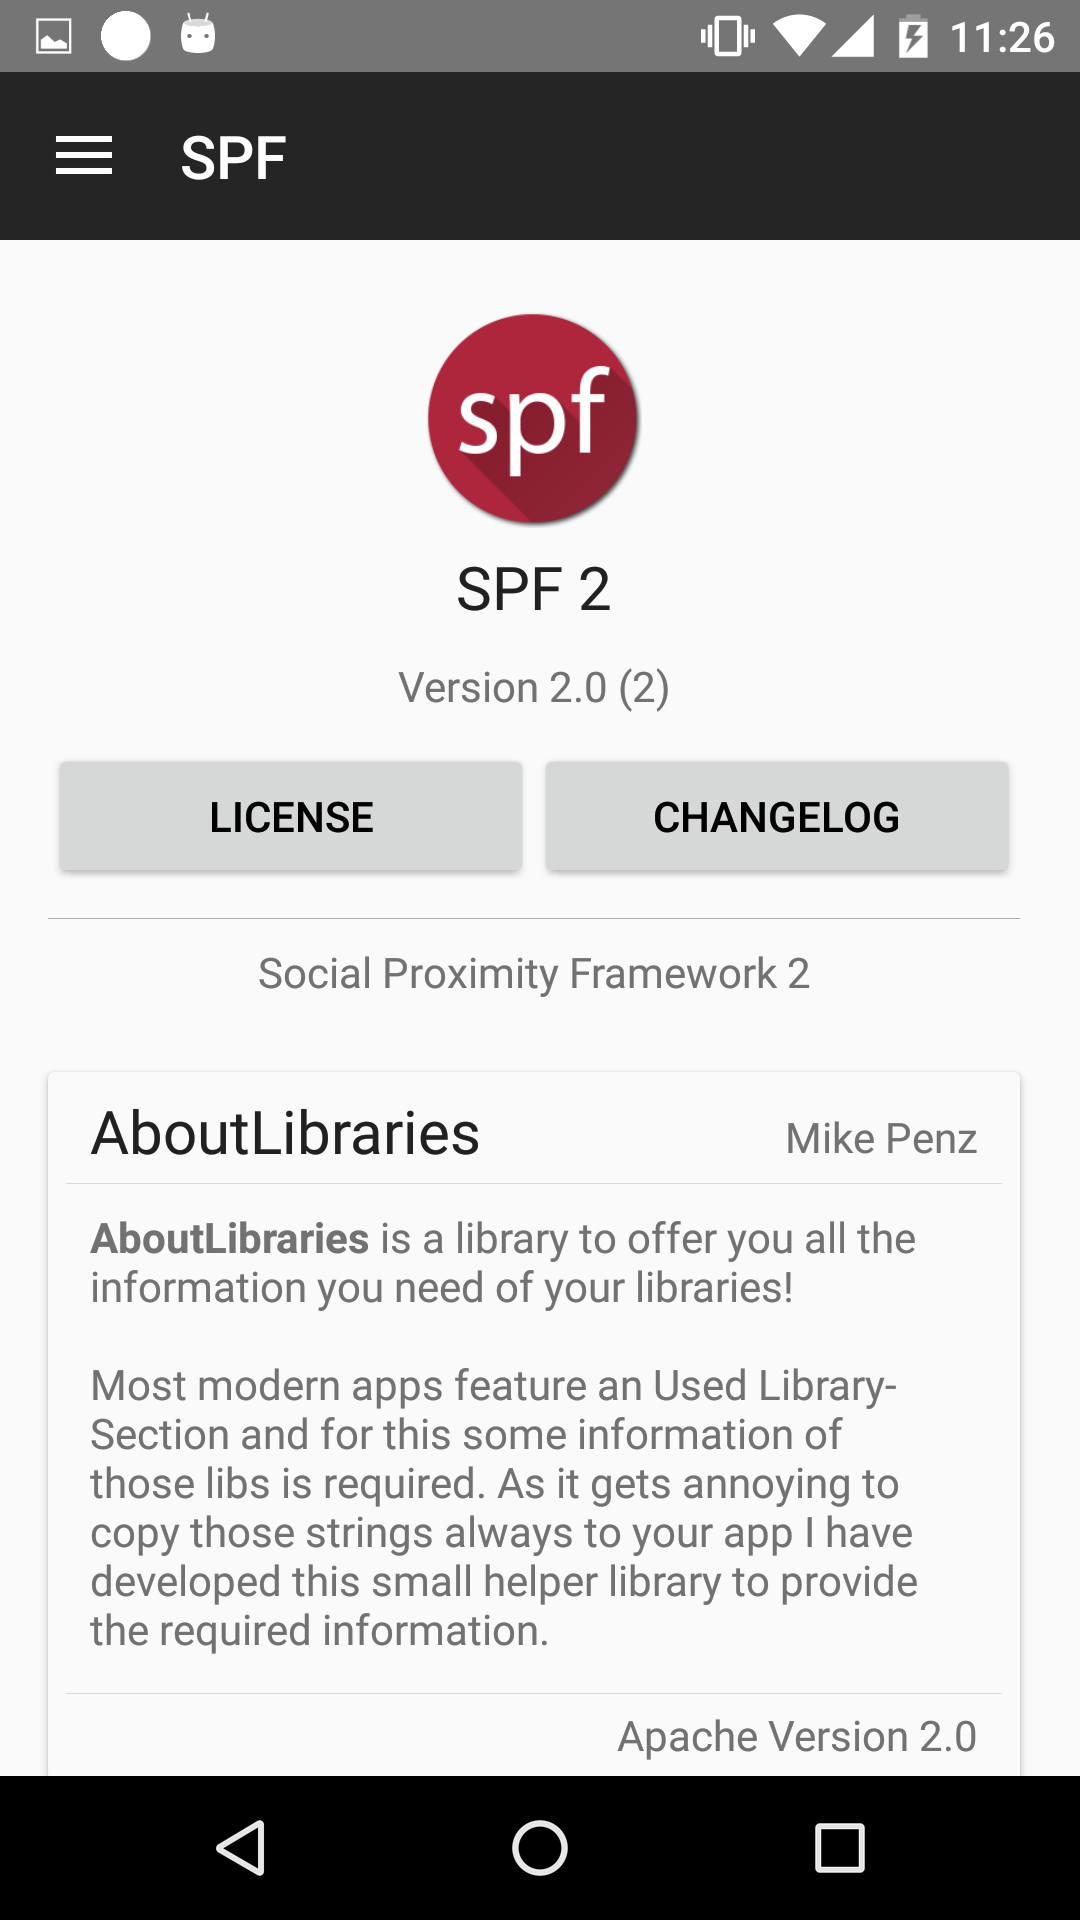 11:26
SPF
spf
SPF 2
Version 2.0 (2)
LICENSE
CHANGELOG
Social Proximity Framework 2
AboutLibraries
Mike Penz
AboutLibraries is a library to offer you all the
information you need of your libraries!
Most modern apps feature an Used Library-
Section and for this some information of
those libs is required. As it gets annoying to
copy those strings always to your app I have
developed this small helper library to provide
the required information.
Apache Version 2.0